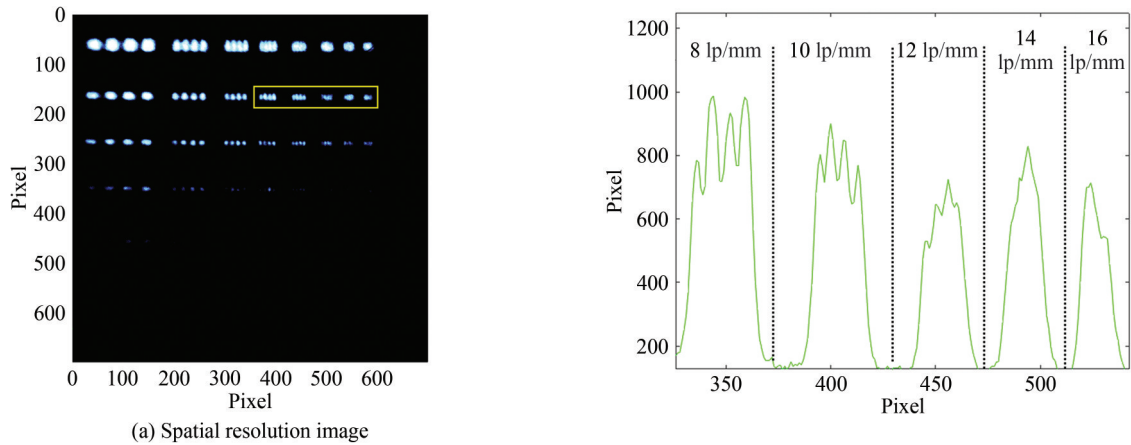 0
100
200
300
400
500
600
Pixel
0 100 200 300 400 500 600
Pixel
(a) Spatial resolution image
1200
1000
800
600
400
200
Pixel
8 lp/mm
10 lp/mm
12 lp/mm
14
lp/mm
16
lp/mm
350 400 450 500
Pixel